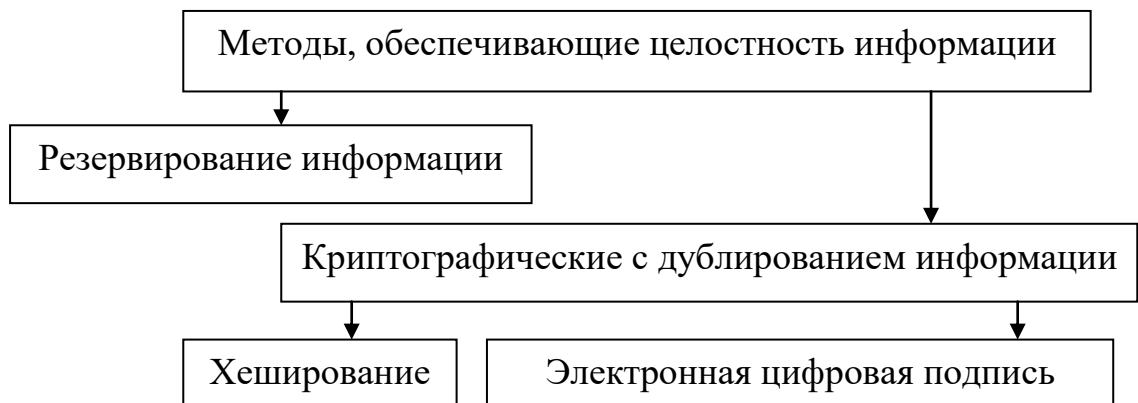 Методы, обеспечивающие целостность информации
Резервирование информации
Криптографические с дублированием информации
Хеширование
Электронная цифровая подпись